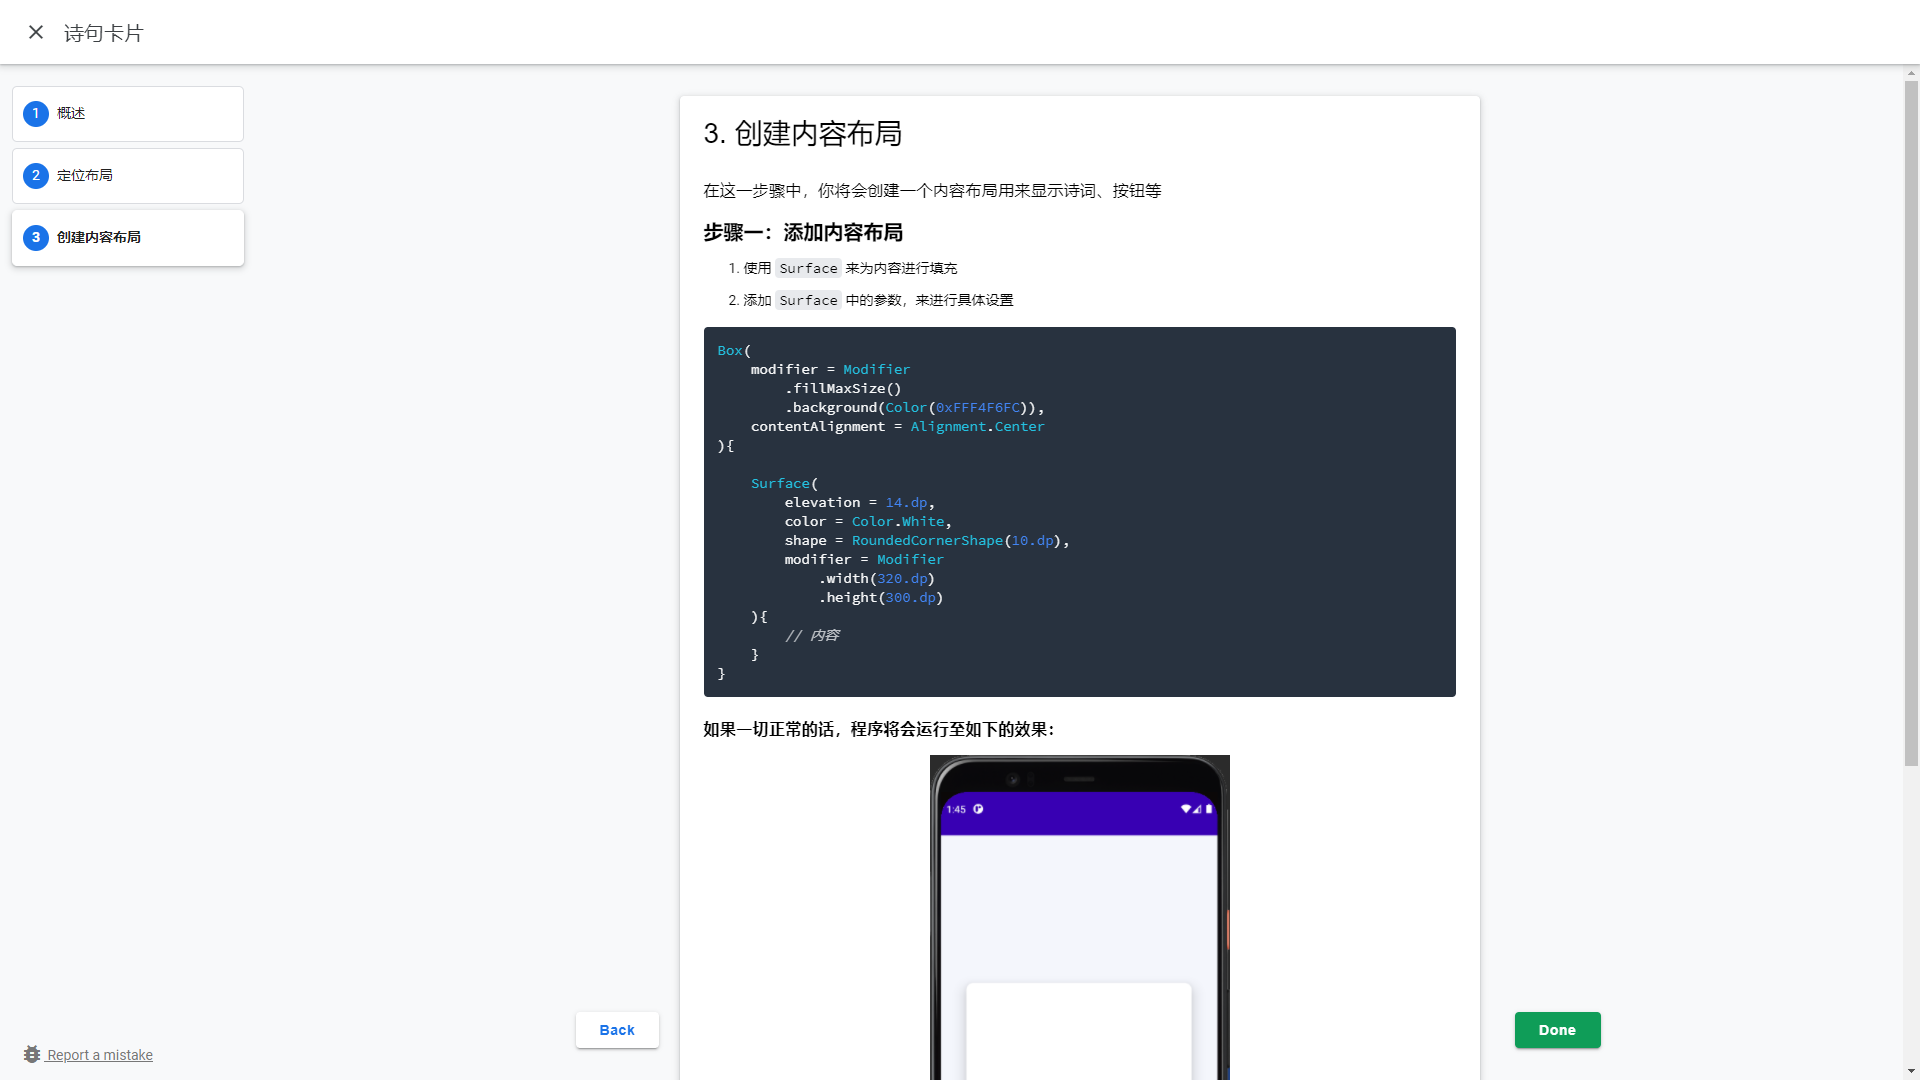 诗句卡片
1 概述
2 定位布局
3 创建内容布局
3. 创建内容布局
在这一步骤中，你将会创建一个内容布局用来显示诗词、按钮等
步骤一：添加内容布局
1. 使用 Surface 来为内容进行填充
2. 添加 Surface 中的参数，来进行具体设置
Box(
    modifier = Modifier
        .fillMaxSize()
        .background(Color(0xFFF4F6FC)),
    contentAlignment = Alignment.Center
){
    Surface(
        elevation = 14.dp,
        color = Color.White,
        shape = RoundedCornerShape(10.dp),
        modifier = Modifier
            .width(320.dp)
            .height(300.dp)
    ){
        // 内容
    }
}
如果一切正常的话，程序将会运行至如下的效果：
1:45
Back
Done
Report a mistake